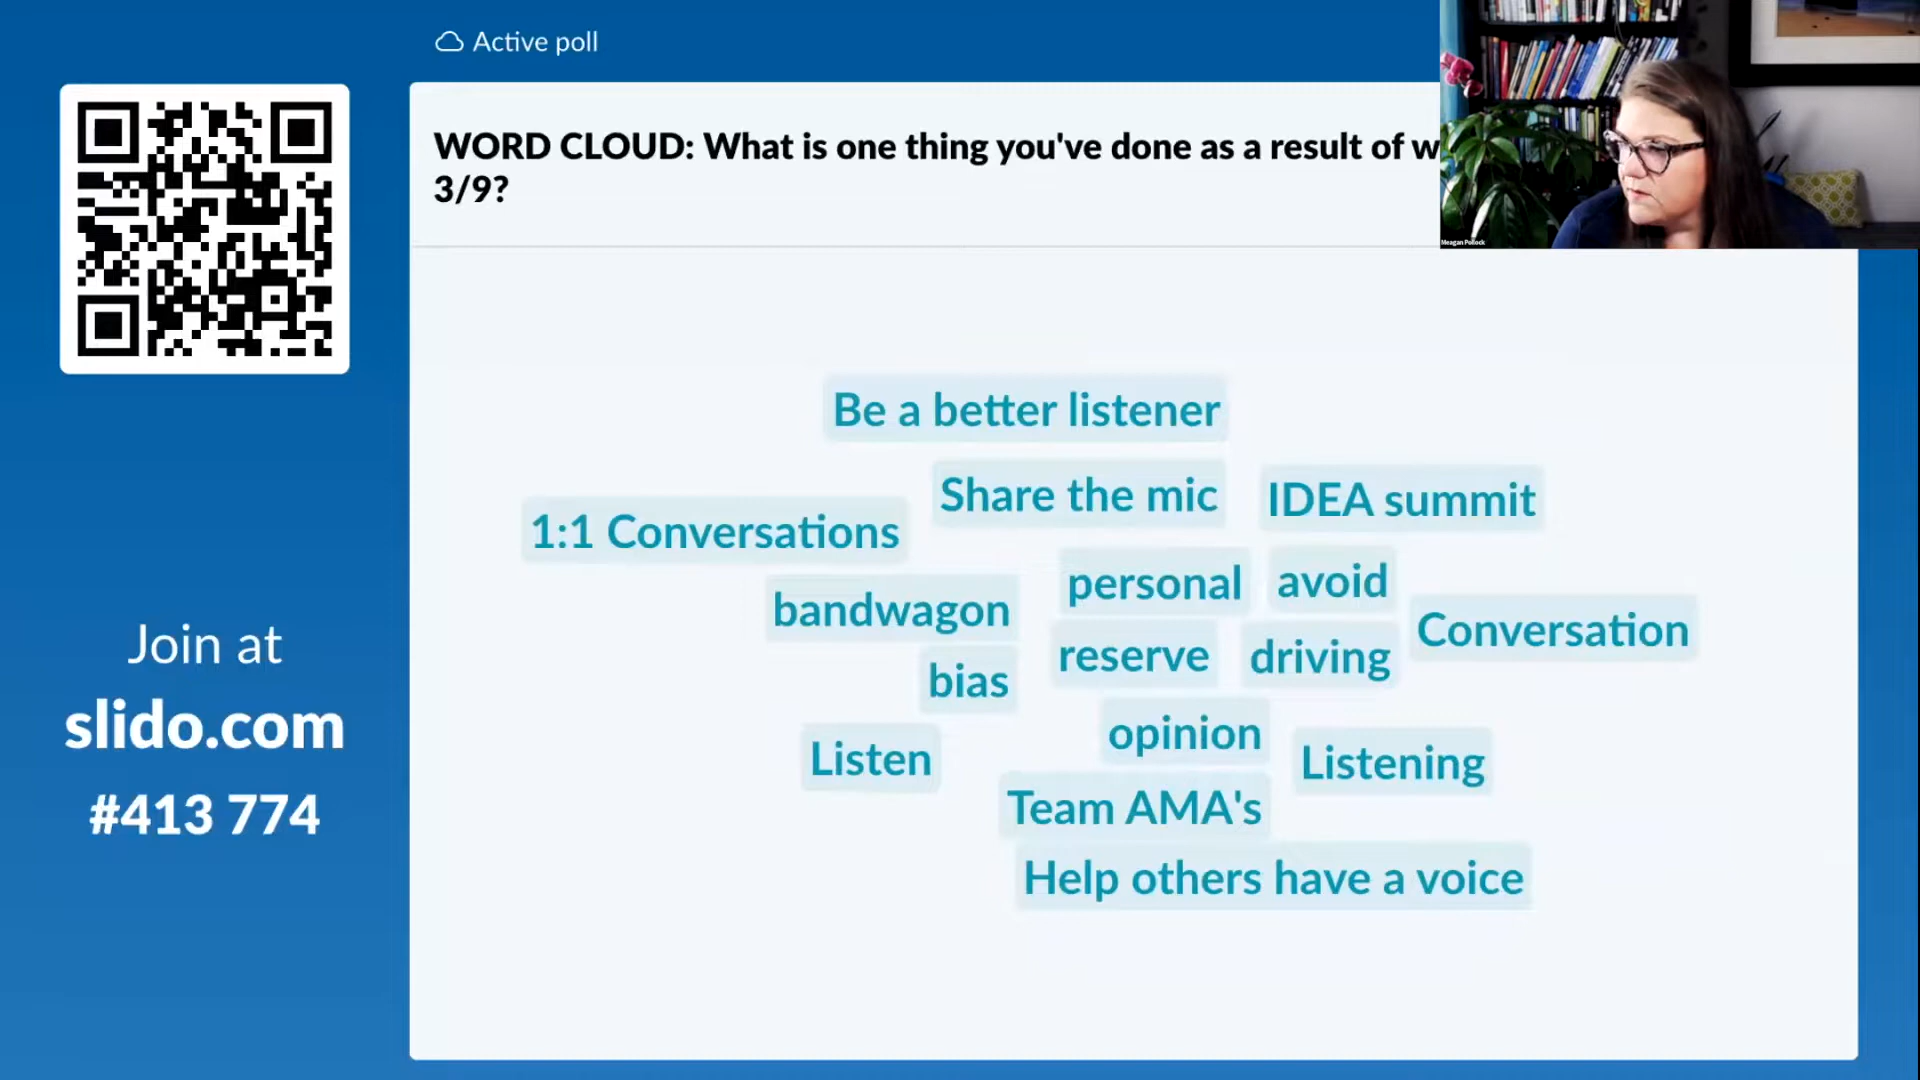 Active poll
WORD CLOUD: What is one thing you've done as a result of w
3/9?
Meagan Pollock
Be a better listener
Share the mic
IDEA summit
1:1 Conversations
personal
avoid
bandwagon
Conversation
reserve
driving
bias
opinion
Listen
Listening
Team AMA's
Help others have a voice
Join at
slido.com
#413 774